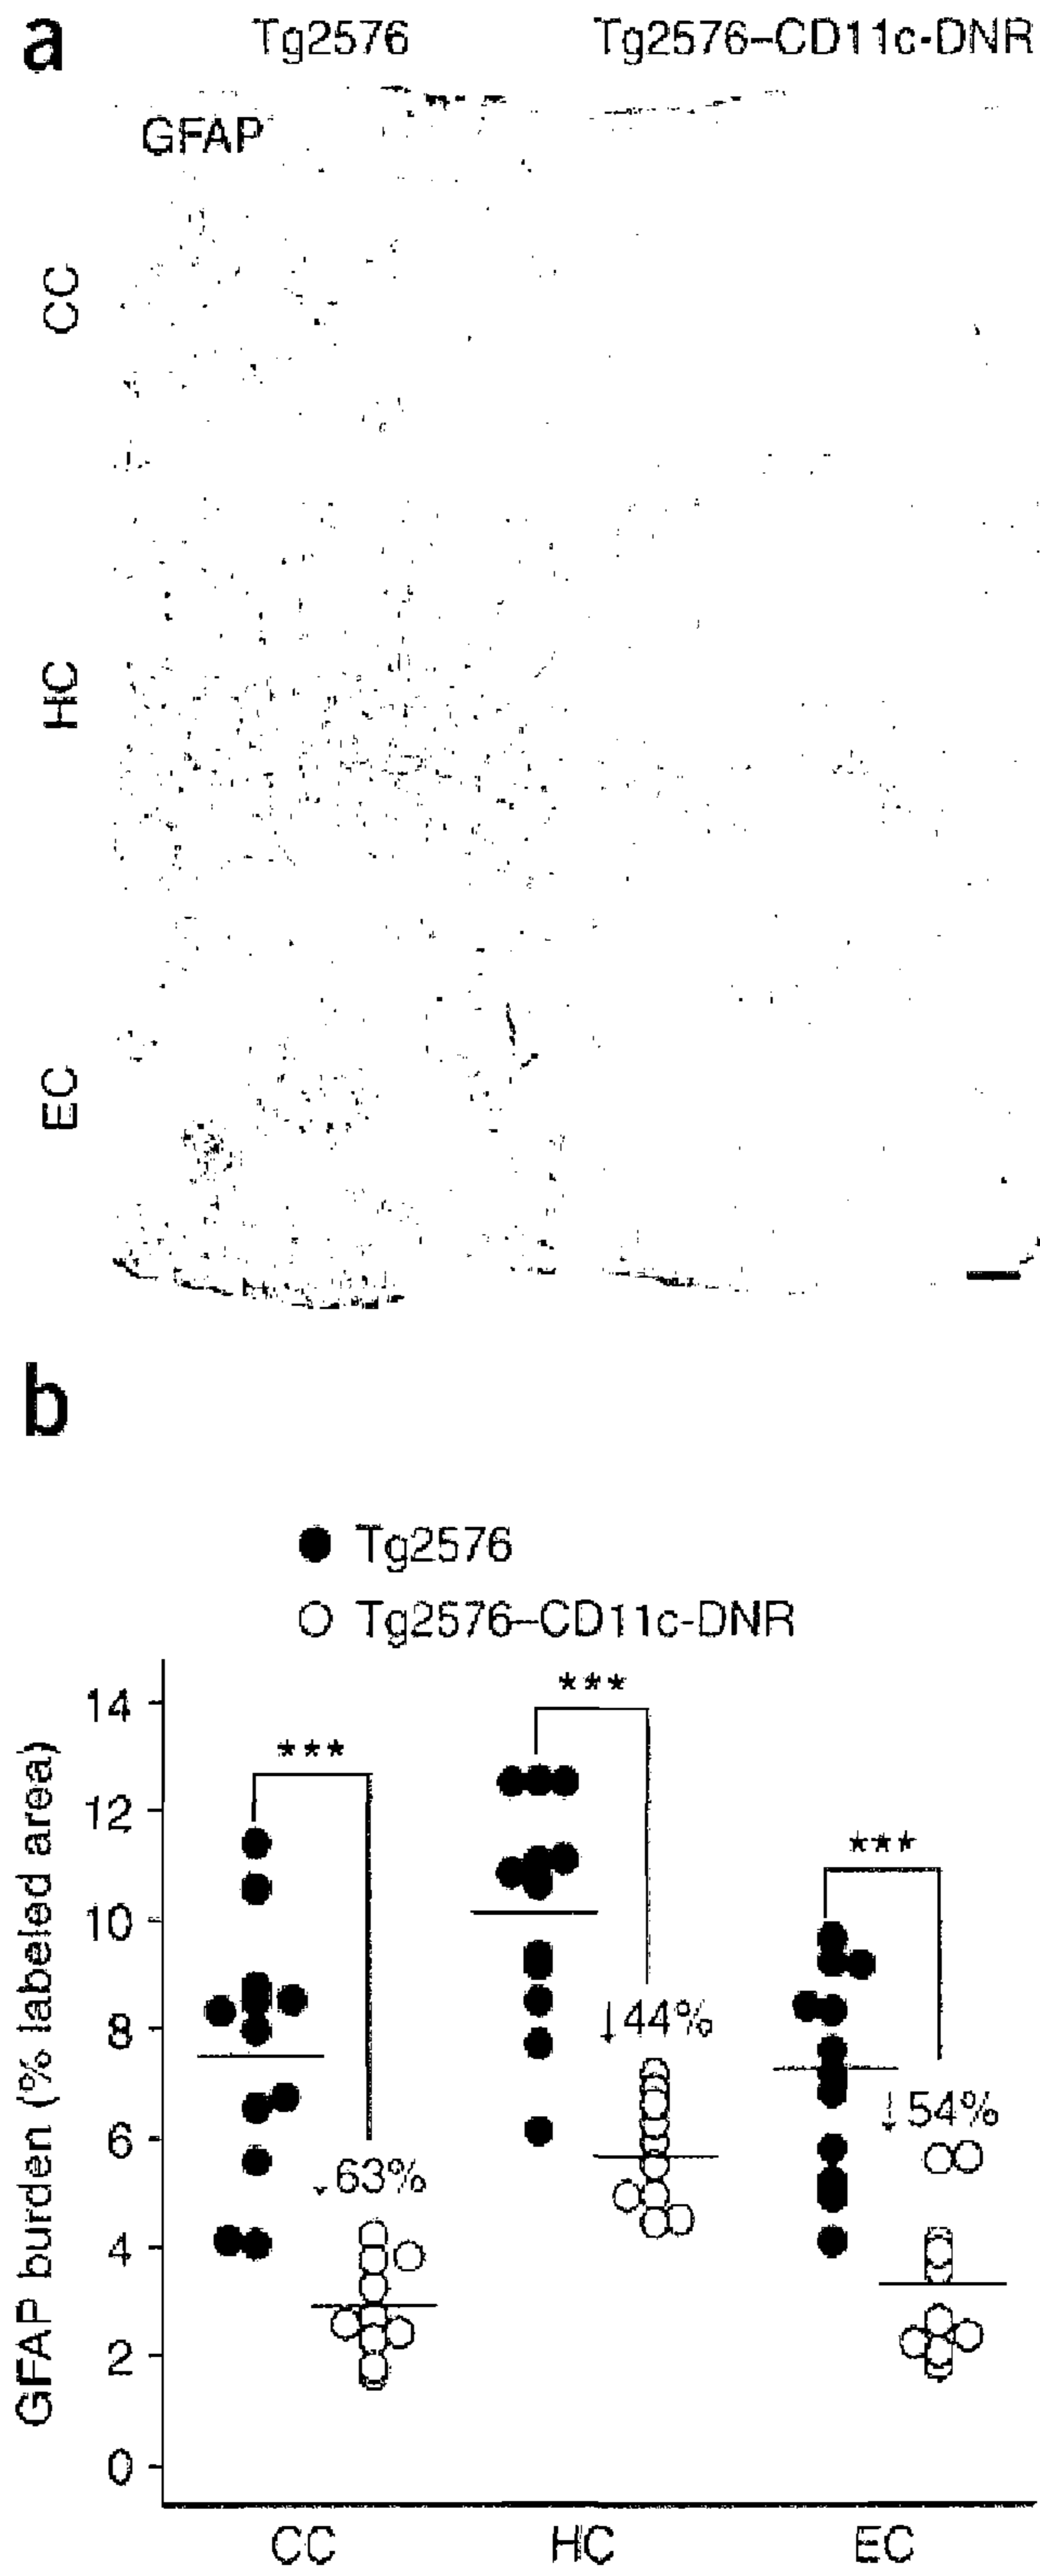 a
Tg2576 Tg2576–CD11c-DNR
GFAP
CC
HC
EC
b
Tg2576
Tg2576–CD11c-DNR
GFAP burden (% labeled area)
14
12
10
8
6
4
2
0
***
***
***
↓63%
↓44%
↓54%
CC HC EC